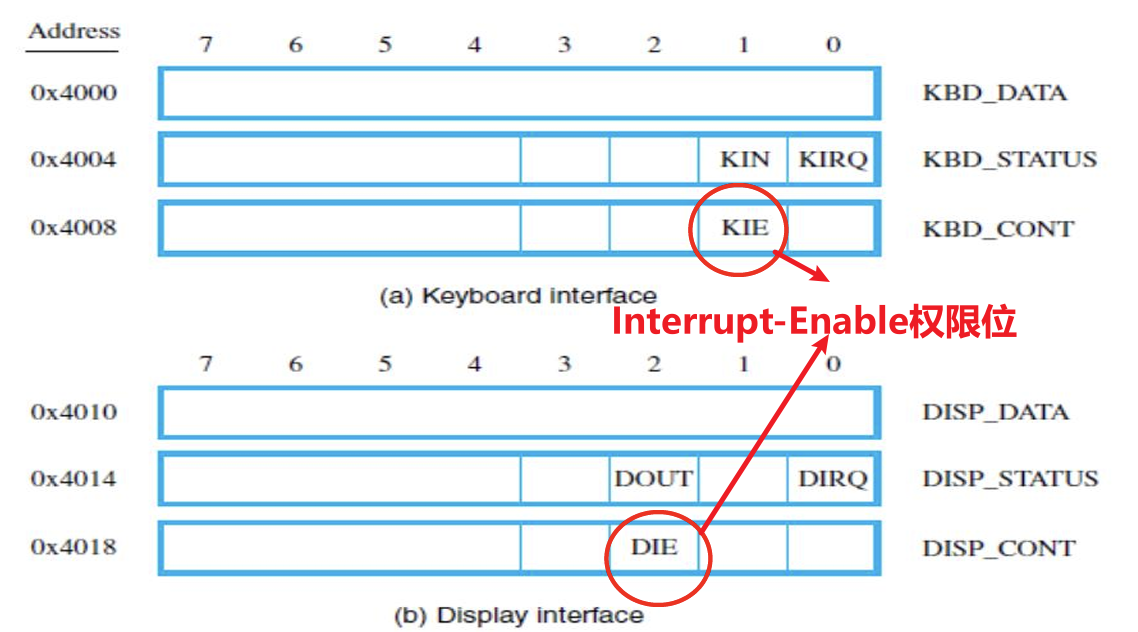 Address 7 6 5 4 3 2 1 0
0x4000 KBD_DATA
0x4004 KIN KIRQ KBD_STATUS
0x4008 KIE KBD_CONT
(a) Keyboard interface
Interrupt-Enable权限位
7 6 5 4 3 2 1 0
0x4010 DISP_DATA
0x4014 DOUT DIRQ DISP_STATUS
0x4018 DIE DISP_CONT
(b) Display interface